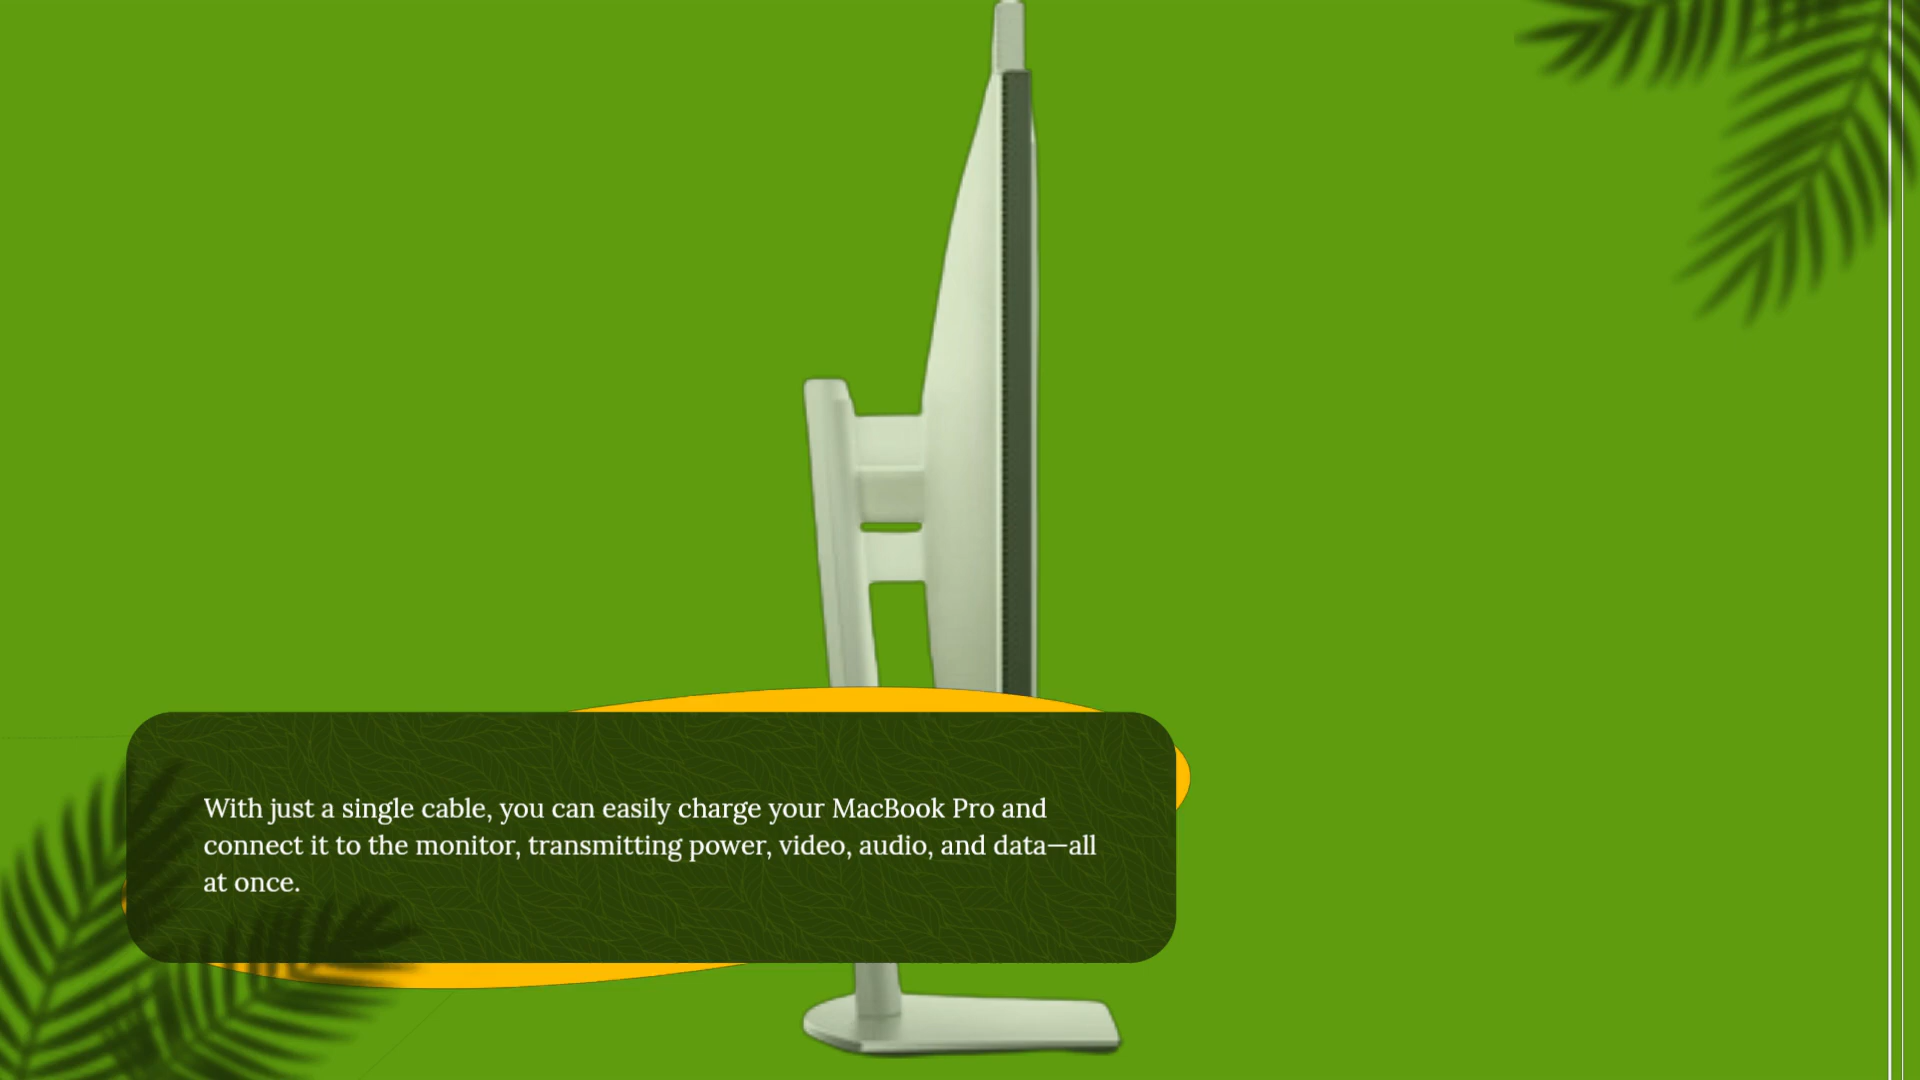 With just a single cable, you can easily charge your MacBook Pro and
connect it to the monitor, transmitting power, video, audio, and data—all
at once.